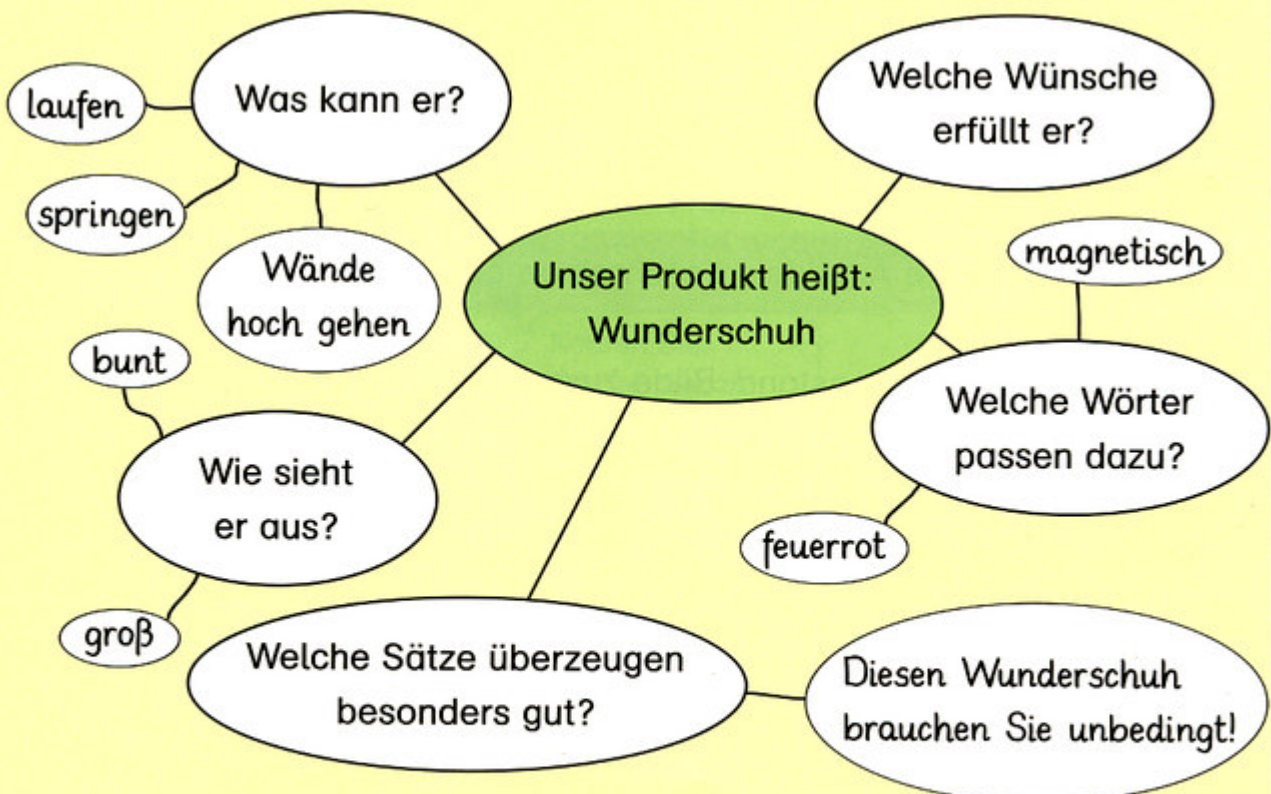 Was kann er?
laufen
springen
Wände
hoch gehen
Welche Wünsche
erfüllt er?
Unser Produkt heißt:
Wunderschuh
magnetisch
Welche Wörter
passen dazu?
feuerrot
bunt
Wie sieht
er aus?
groß
Welche Sätze überzeugen
besonders gut?
Diesen Wunderschuh
brauchen Sie unbedingt!